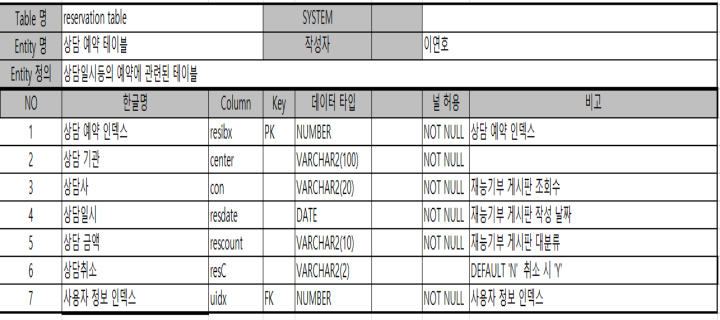 Table 명 reservation table SYSTEM
Entity 명 상담 예약 테이블 작성자 이연호
Entity 정의 상담일시등의 예약에 관련된 테이블
NO 한글명 Column Key 데이터 타입 널 허용 비고
1 상담 예약 인덱스 resibx PK NUMBER NOT NULL 상담 예약 인덱스
2 상담 기관 center VARCHAR2(100) NOT NULL
3 상담사 con VARCHAR2(20) NOT NULL 재능기부 게시판 조회수
4 상담일시 resdate DATE NOT NULL 재능기부 게시판 작성 날짜
5 상담 금액 rescount VARCHAR2(10) NOT NULL 재능기부 게시판 대분류
6 상담취소 resC VARCHAR2(2) DEFAULT 'N' 취소 시 'Y'
7 사용자 정보 인덱스 uidx FK NUMBER NOT NULL 사용자 정보 인덱스